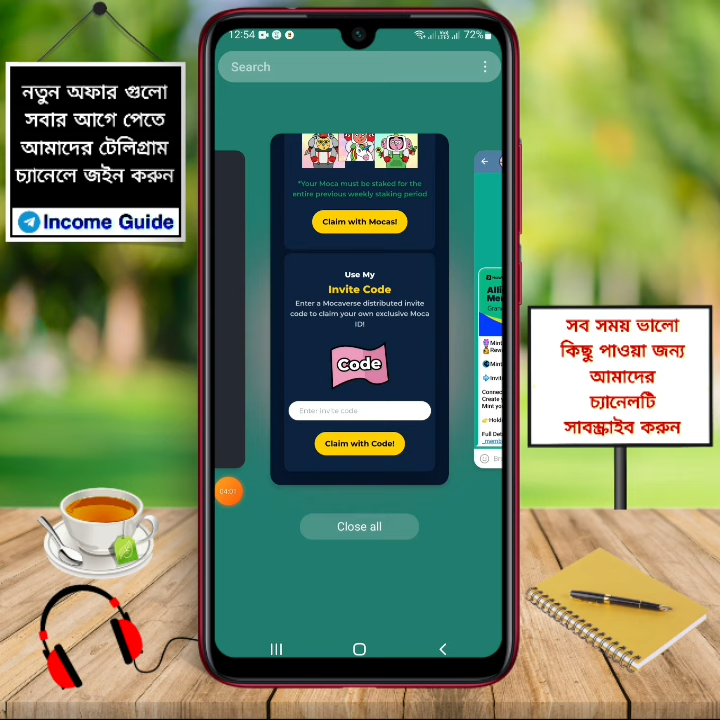 নতুন অফার গুলো
সবার আগে পেতে
আমাদের টেলিগ্রাম
চ্যানেলে জইন করুন
Income Guide
12:54
72%
Search
*Your Moca must be staked for the
entire previous weekly staking period
Claim with Mocas!
Use My
Invite Code
Enter a Mocaverse distributed invite
code to claim your own exclusive Moca
ID!
Code
Enter invite code
Claim with Code!
04:01
Close all
সব সময় ভালো
কিছু পাওয়া জন্য
আমাদের
চ্যানেলটি
সাবস্ক্রাইব করুন